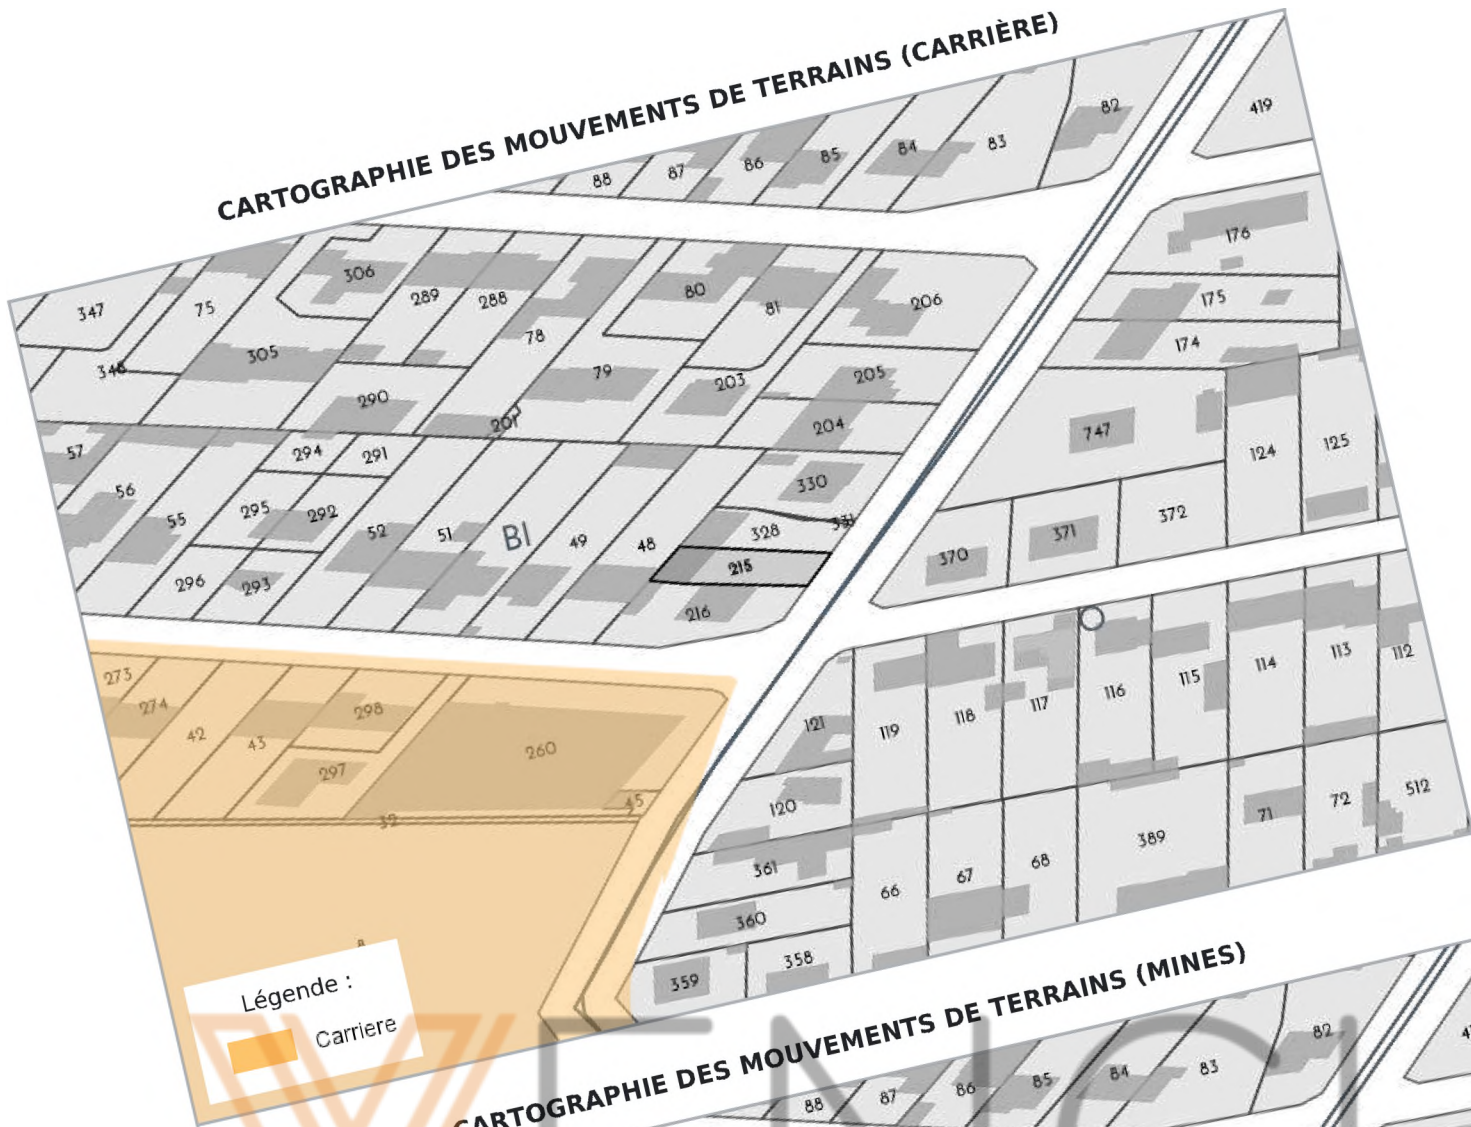 CARTOGRAPHIE DES MOUVEMENTS DE TERRAINS (CARRIÈRE)
88 87 86 85 84 83 82 419
347 75 306 289 288 80 81 206 176
346 305 78 79 203 205 175
290 201 204 174
57 294 291 330 747 124 125
56 295 292 328 331 371 372
55 52 51 BI 49 48 215 370
296 293 216
273 274 42 43 298 260 121 119 118 117 116 115 114 113 112
297 45 120
32 361 66 67 68 389 71 72 512
8 360
359 358
Légende :
Carriere
CARTOGRAPHIE DES MOUVEMENTS DE TERRAINS (MINES)
88 87 86 85 84 83 82